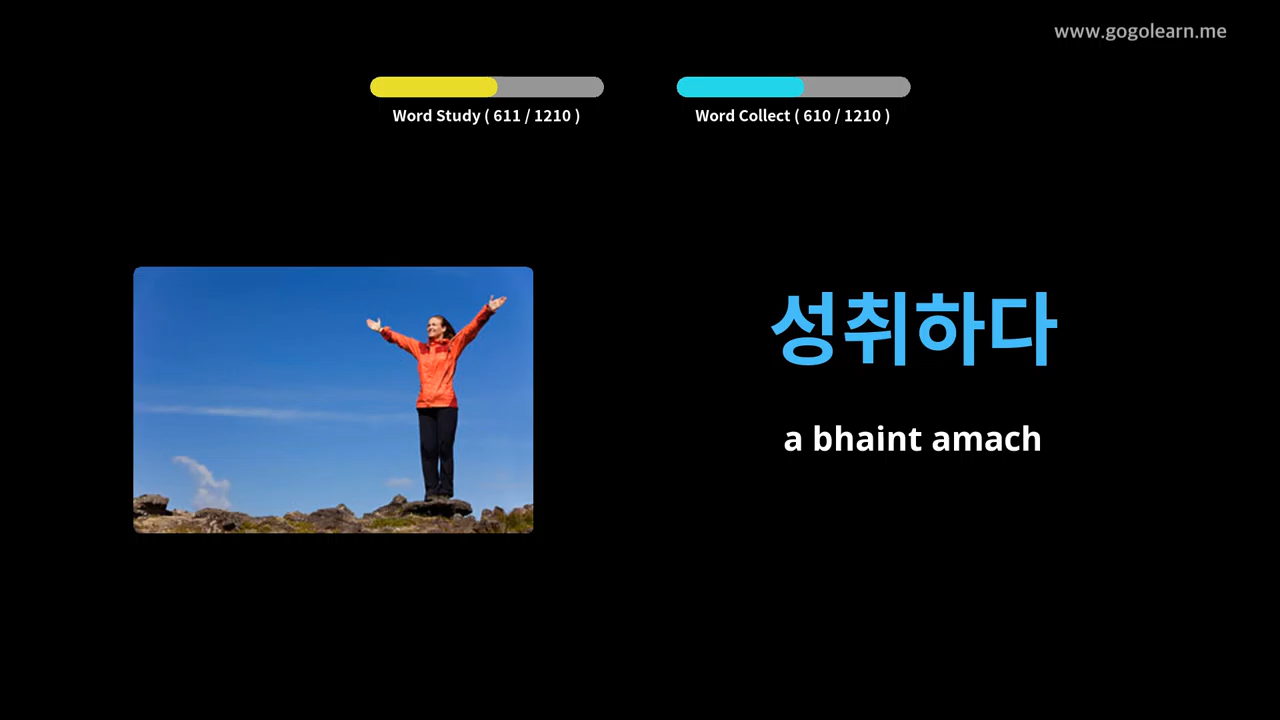 www.gogolearn.me
Word Study ( 611 / 1210 )
Word Collect ( 610 / 1210 )
성취하다
a bhaint amach